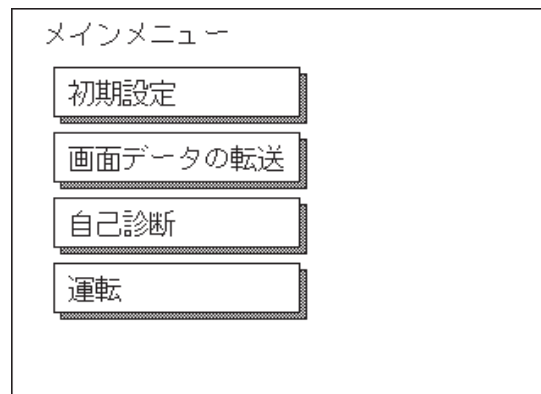 メインメニュー
初期設定
画面データの転送
自己診断
運転